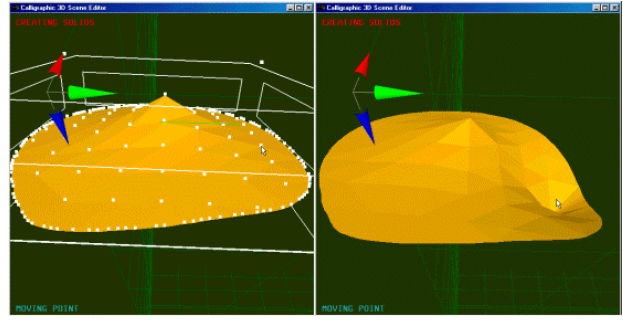 Calligraphic 3D Scene Editor
CREATING SOLIDS
MOVING POINT
Calligraphic 3D Scene Editor
CREATING SOLIDS
MOVING POINT